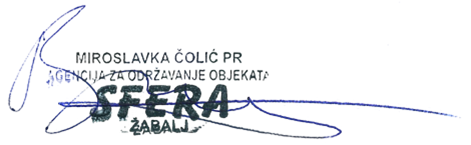 MIROSLAVKA ČOLIĆ PR
AGENCIJA ZA ODRŽAVANJE OBJEKATA
SFERA
ŽABALJ